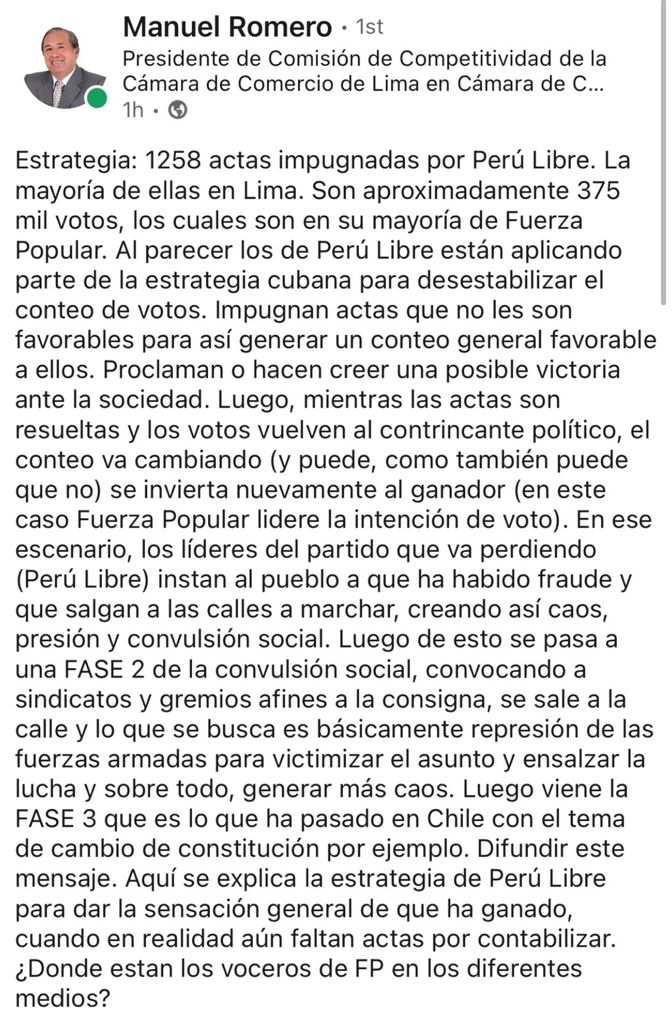 Manuel Romero · 1st
Presidente de Comisión de Competitividad de la
Cámara de Comercio de Lima en Cámara de C...
1h ·
Estrategia: 1258 actas impugnadas por Perú Libre. La
mayoría de ellas en Lima. Son aproximadamente 375
mil votos, los cuales son en su mayoría de Fuerza
Popular. Al parecer los de Perú Libre están aplicando
parte de la estrategia cubana para desestabilizar el
conteo de votos. Impugnan actas que no les son
favorables para así generar un conteo general favorable
a ellos. Proclaman o hacen creer una posible victoria
ante la sociedad. Luego, mientras las actas son
resueltas y los votos vuelven al contrincante político, el
conteo va cambiando (y puede, como también puede
que no) se invierta nuevamente al ganador (en este
caso Fuerza Popular lidere la intención de voto). En ese
escenario, los líderes del partido que va perdiendo
(Perú Libre) instan al pueblo a que ha habido fraude y
que salgan a las calles a marchar, creando así caos,
presión y convulsión social. Luego de esto se pasa a
una FASE 2 de la convulsión social, convocando a
sindicatos y gremios afines a la consigna, se sale a la
calle y lo que se busca es básicamente represión de las
fuerzas armadas para victimizar el asunto y ensalzar la
lucha y sobre todo, generar más caos. Luego viene la
FASE 3 que es lo que ha pasado en Chile con el tema
de cambio de constitución por ejemplo. Difundir este
mensaje. Aquí se explica la estrategia de Perú Libre
para dar la sensación general de que ha ganado,
cuando en realidad aún faltan actas por contabilizar.
¿Donde estan los voceros de FP en los diferentes
medios?